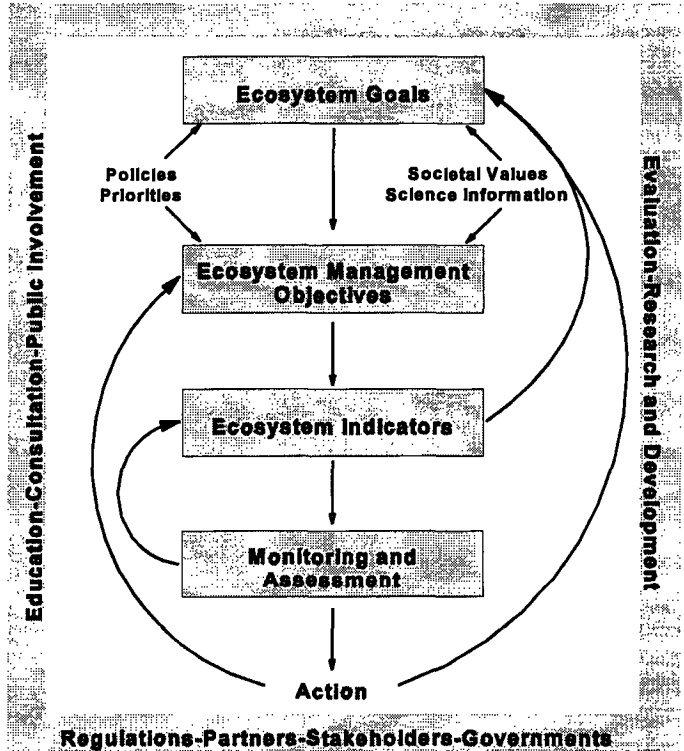 Ecosystem Goals
Policies
Priorities
Societal Values
Science Information
Ecosystem Management
Objectives
Ecosystem Indicators
Monitoring and
Assessment
Action
Education-Consultation-Public Involvement
Evaluation-Research and Development
Regulations-Partners-Stakeholders-Governments